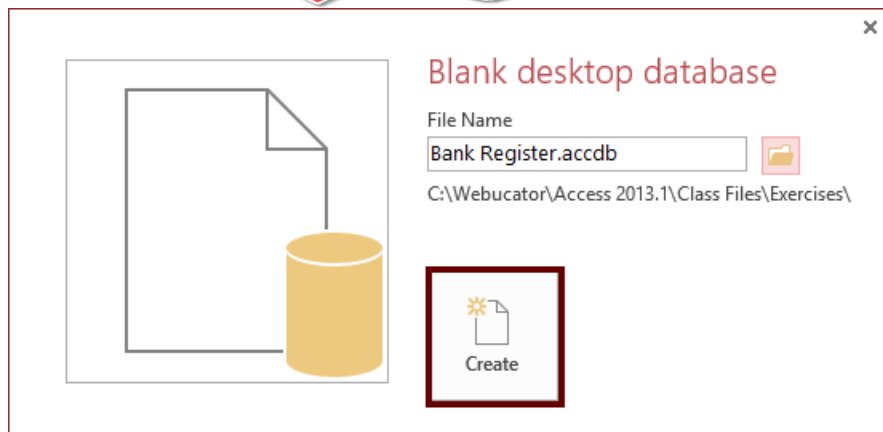 Blank desktop database
File Name
Bank Register.accdb
C:\Webucator\Access 2013.1\Class Files\Exercises\
Create